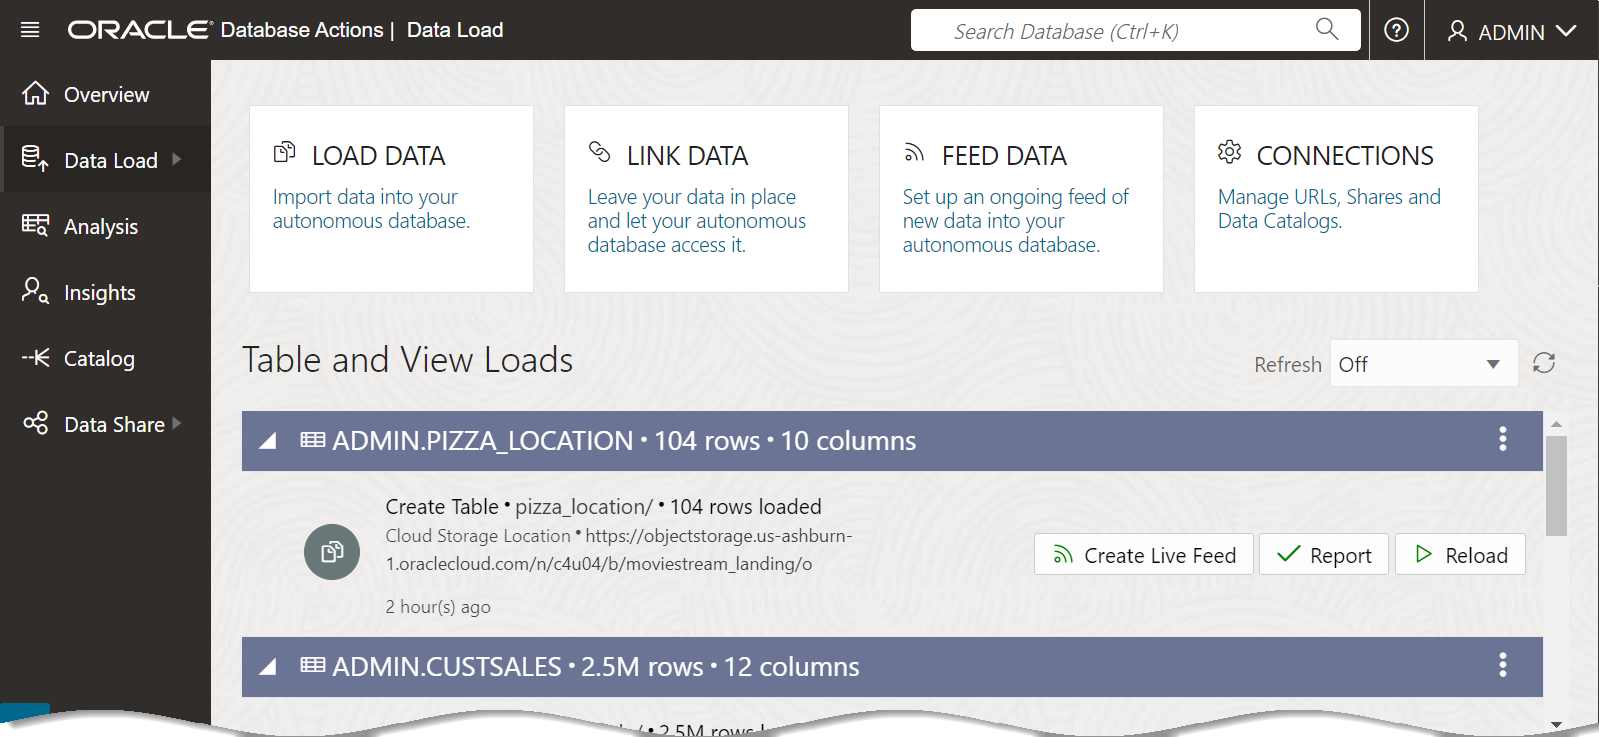 ORACLE® Database Actions | Data Load
Search Database (Ctrl+K)
ADMIN
Overview
Data Load
Analysis
Insights
Catalog
Data Share
LOAD DATA
Import data into your
autonomous database.
LINK DATA
Leave your data in place
and let your autonomous
database access it.
FEED DATA
Set up an ongoing feed of
new data into your
autonomous database.
CONNECTIONS
Manage URLs, Shares and
Data Catalogs.
Table and View Loads
Refresh
Off
ADMIN.PIZZA_LOCATION • 104 rows • 10 columns
Create Table • pizza_location/ • 104 rows loaded
Cloud Storage Location • https://objectstorage.us-ashburn-
1.oraclecloud.com/n/c4u04/b/moviestream_landing/o
2 hour(s) ago
Create Live Feed
Report
Reload
ADMIN.CUSTSALES • 2.5M rows • 12 columns
• 2.5M rows